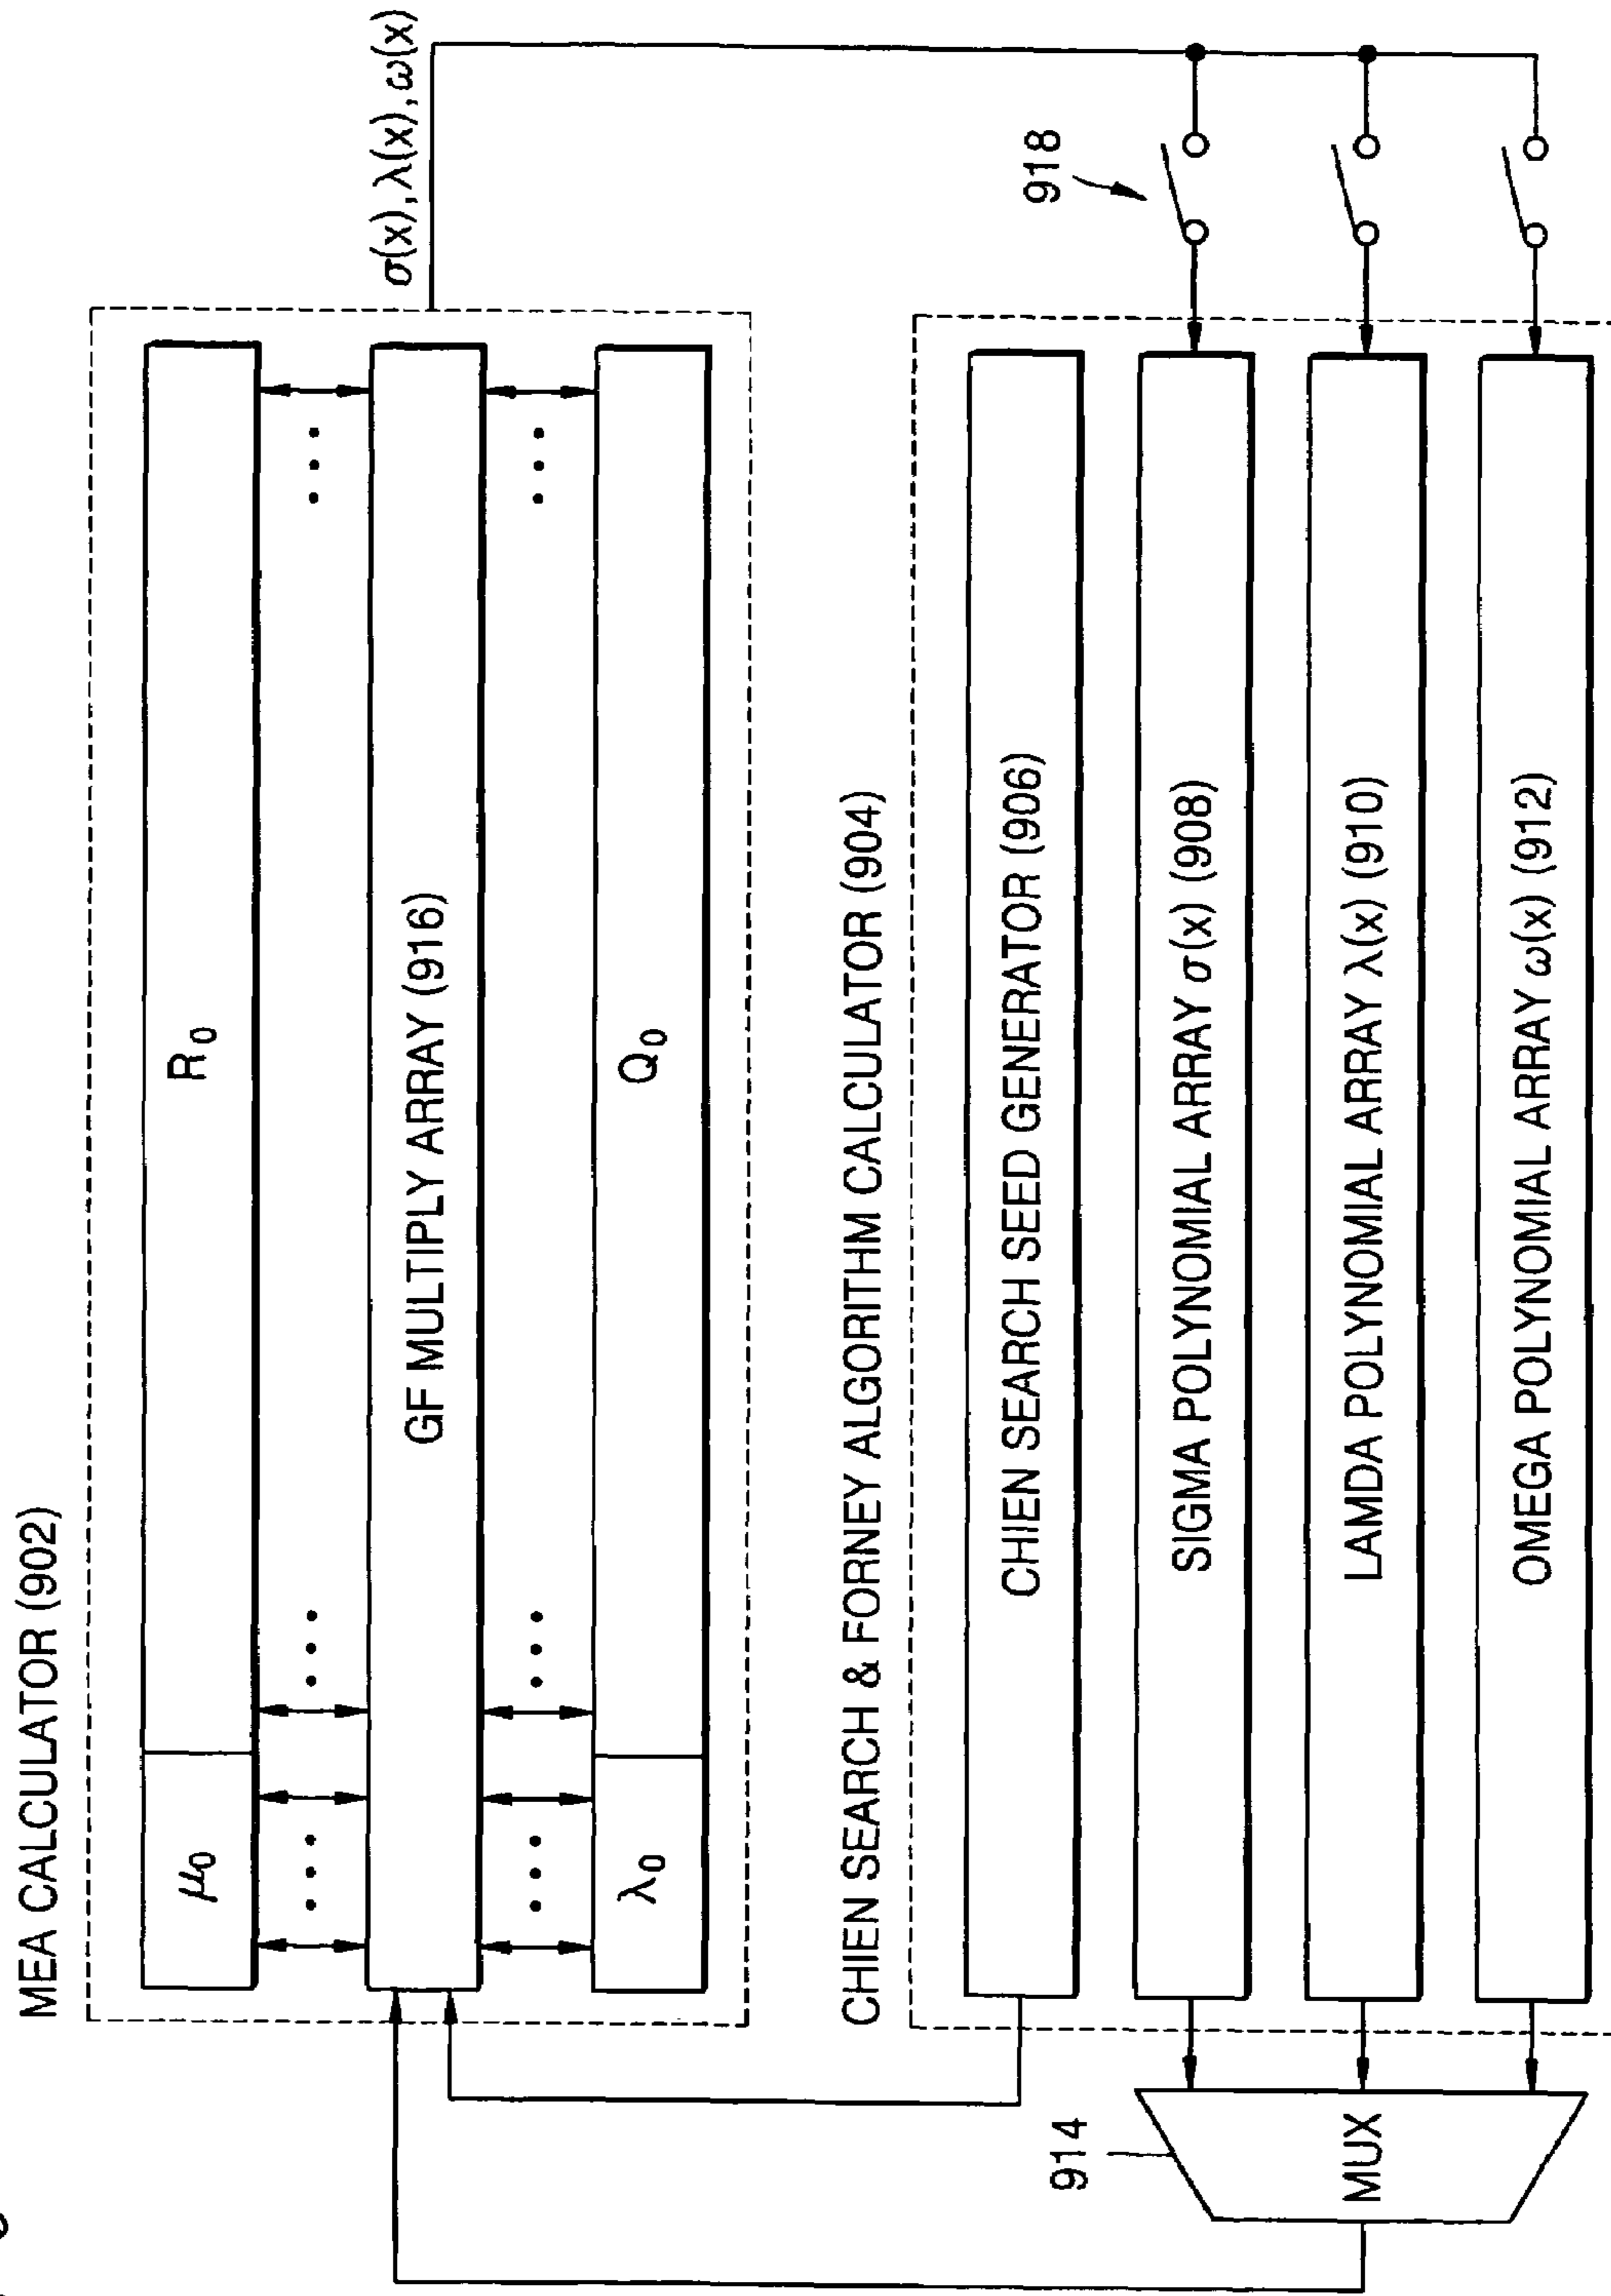 MEA CALCULATOR (902)
μ0
R0
σ(x), λ(x), ω(x)
GF MULTIPLY ARRAY (916)
λ0
Q0
CHIEN SEARCH & FORNEY ALGORITHM CALCULATOR (904)
CHIEN SEARCH SEED GENERATOR (906)
918
914
SIGMA POLYNOMIAL ARRAY σ(x) (908)
MUX
LAMDA POLYNOMIAL ARRAY λ(x) (910)
OMEGA POLYNOMIAL ARRAY ω(x) (912)